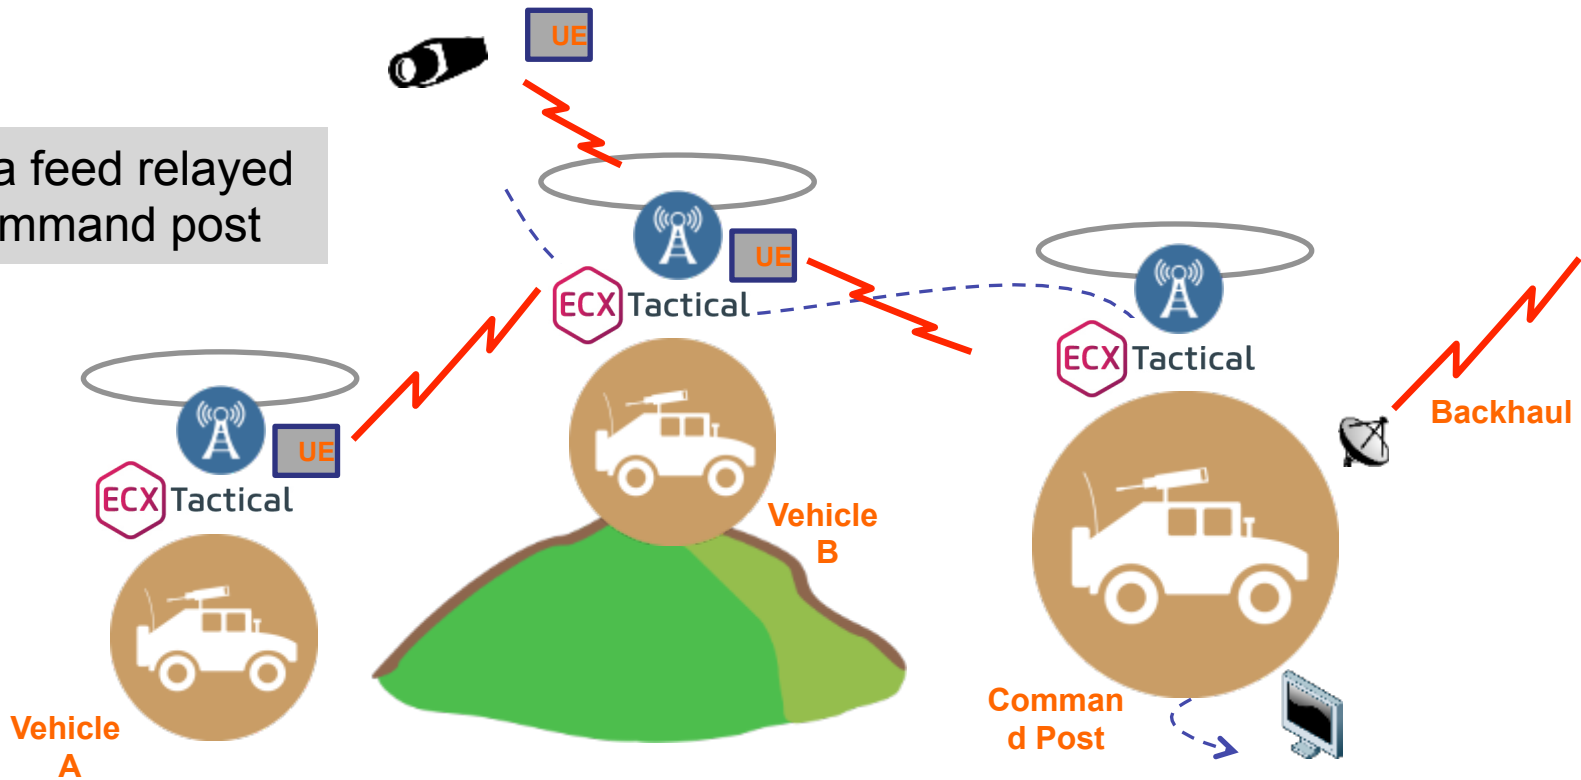 UE
a feed relayed
mmand post
UE
ECX Tactical
ECX Tactical
Backhaul
UE
ECX Tactical
Vehicle
B
Comman
d Post
Vehicle
A